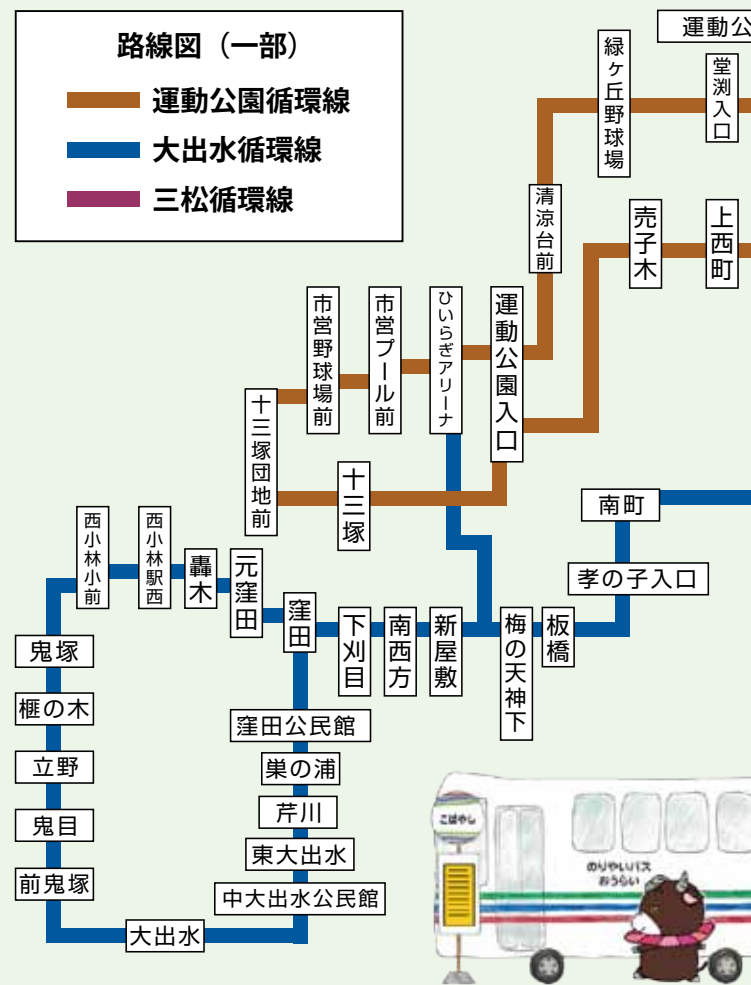 路線図（一部）
運動公園循環線
大出水循環線
三松循環線
運動公
緑ヶ丘野球場
堂渕入口
清涼台前
売子木
上西町
市営野球場前
市営プール前
ひいらぎアリーナ
運動公園入口
十三塚団地前
十三塚
南町
孝の子入口
西小林小前
西小林駅西
轟木
元窪田
窪田
下刈目
南西方
新屋敷
梅の天神下
板橋
鬼塚
榧の木
立野
鬼目
前鬼塚
大出水
窪田公民館
巣の浦
芹川
東大出水
中大出水公民館
こばやし
のりやいバス
おうらい